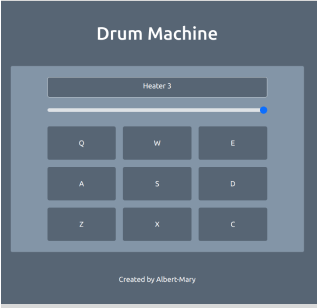 Drum Machine
Heater 3
Q W E
A S D
Z X C
Created by Albert-Mary